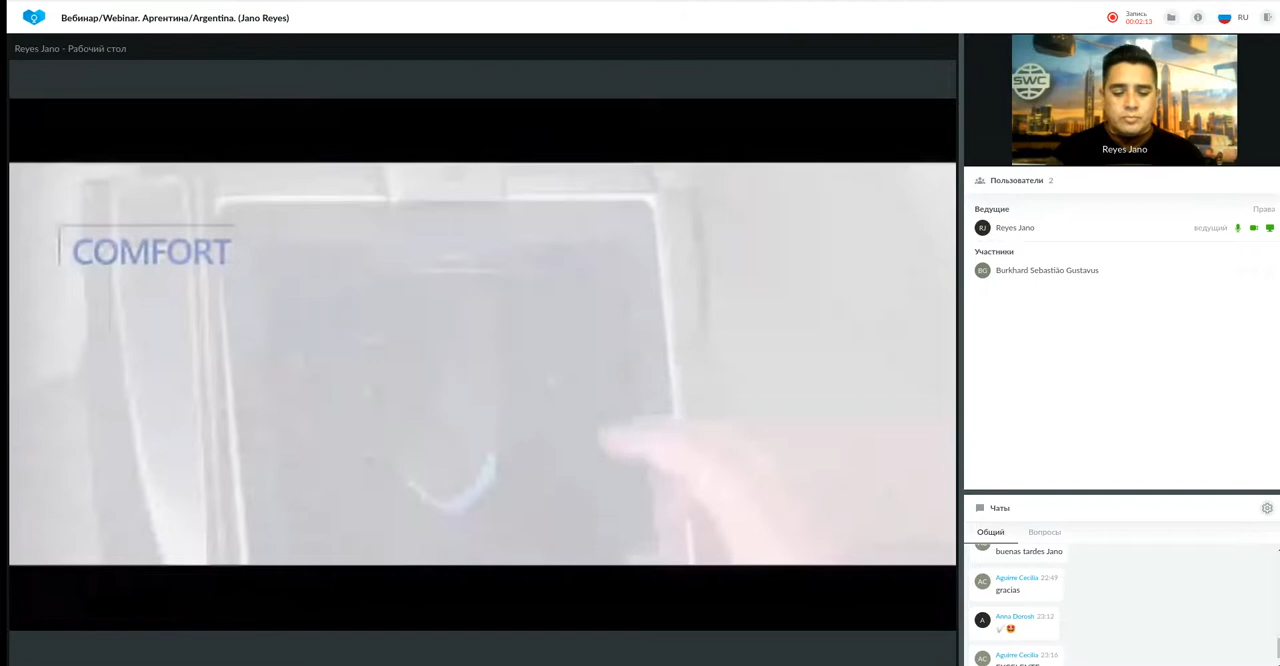 Вебинар/Webinar. Аргентина/Argentina. (Jano Reyes)
Запись
00:02:13
RU
Reyes Jano - Рабочий стол
COMFORT
SWC
Reyes Jano
Пользователи 2
Ведущие
Права
RJ
Reyes Jano
ведущий
Участники
BG
Burkhard Sebastião Gustavus
Чаты
Общий
Вопросы
buenas tardes Jano
AC
Aguirre Cecilia 22:49
gracias
A
Anna Dorosh 23:12
AC
Aguirre Cecilia 23:16